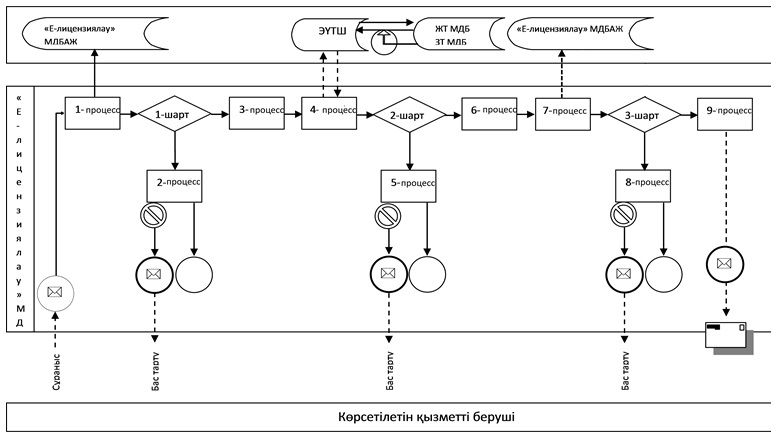 «Е-лицензиялау»
МДБАЖ
ЭҮТШ
ЖТ МДБ
ЗТ МДБ
«Е-лицензиялау» МДБАЖ
«Е-лицензиялау» МД
1-процесс
1-шарт
3-процесс
4-процесс
2-шарт
6-процесс
7-процесс
3-шарт
9-процесс
2-процесс
5-процесс
8-процесс
Сұраныс
Бас тарту
Бас тарту
Бас тарту
Көрсетілетін қызметті беруші